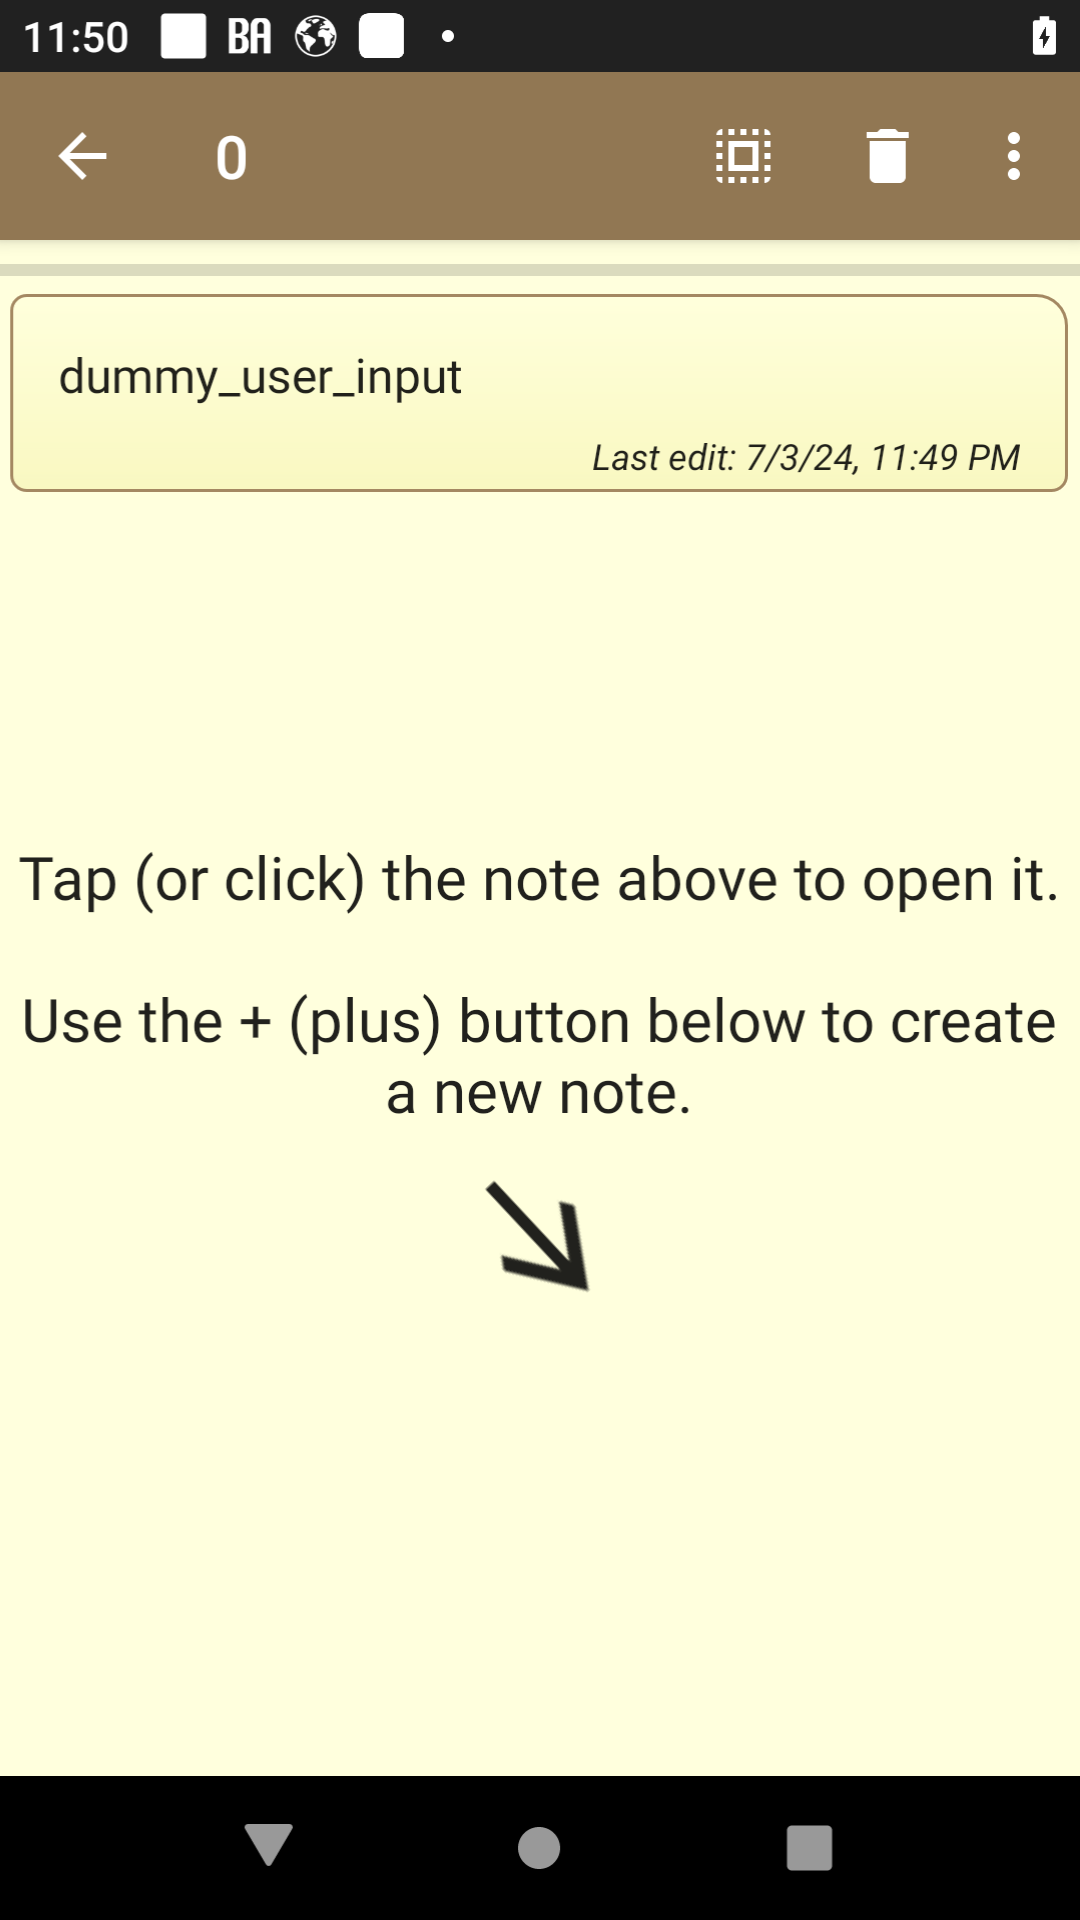 11:50 BA
0
dummy_user_input
Last edit: 7/3/24, 11:49 PM
Tap (or click) the note above to open it.
Use the + (plus) button below to create
a new note.